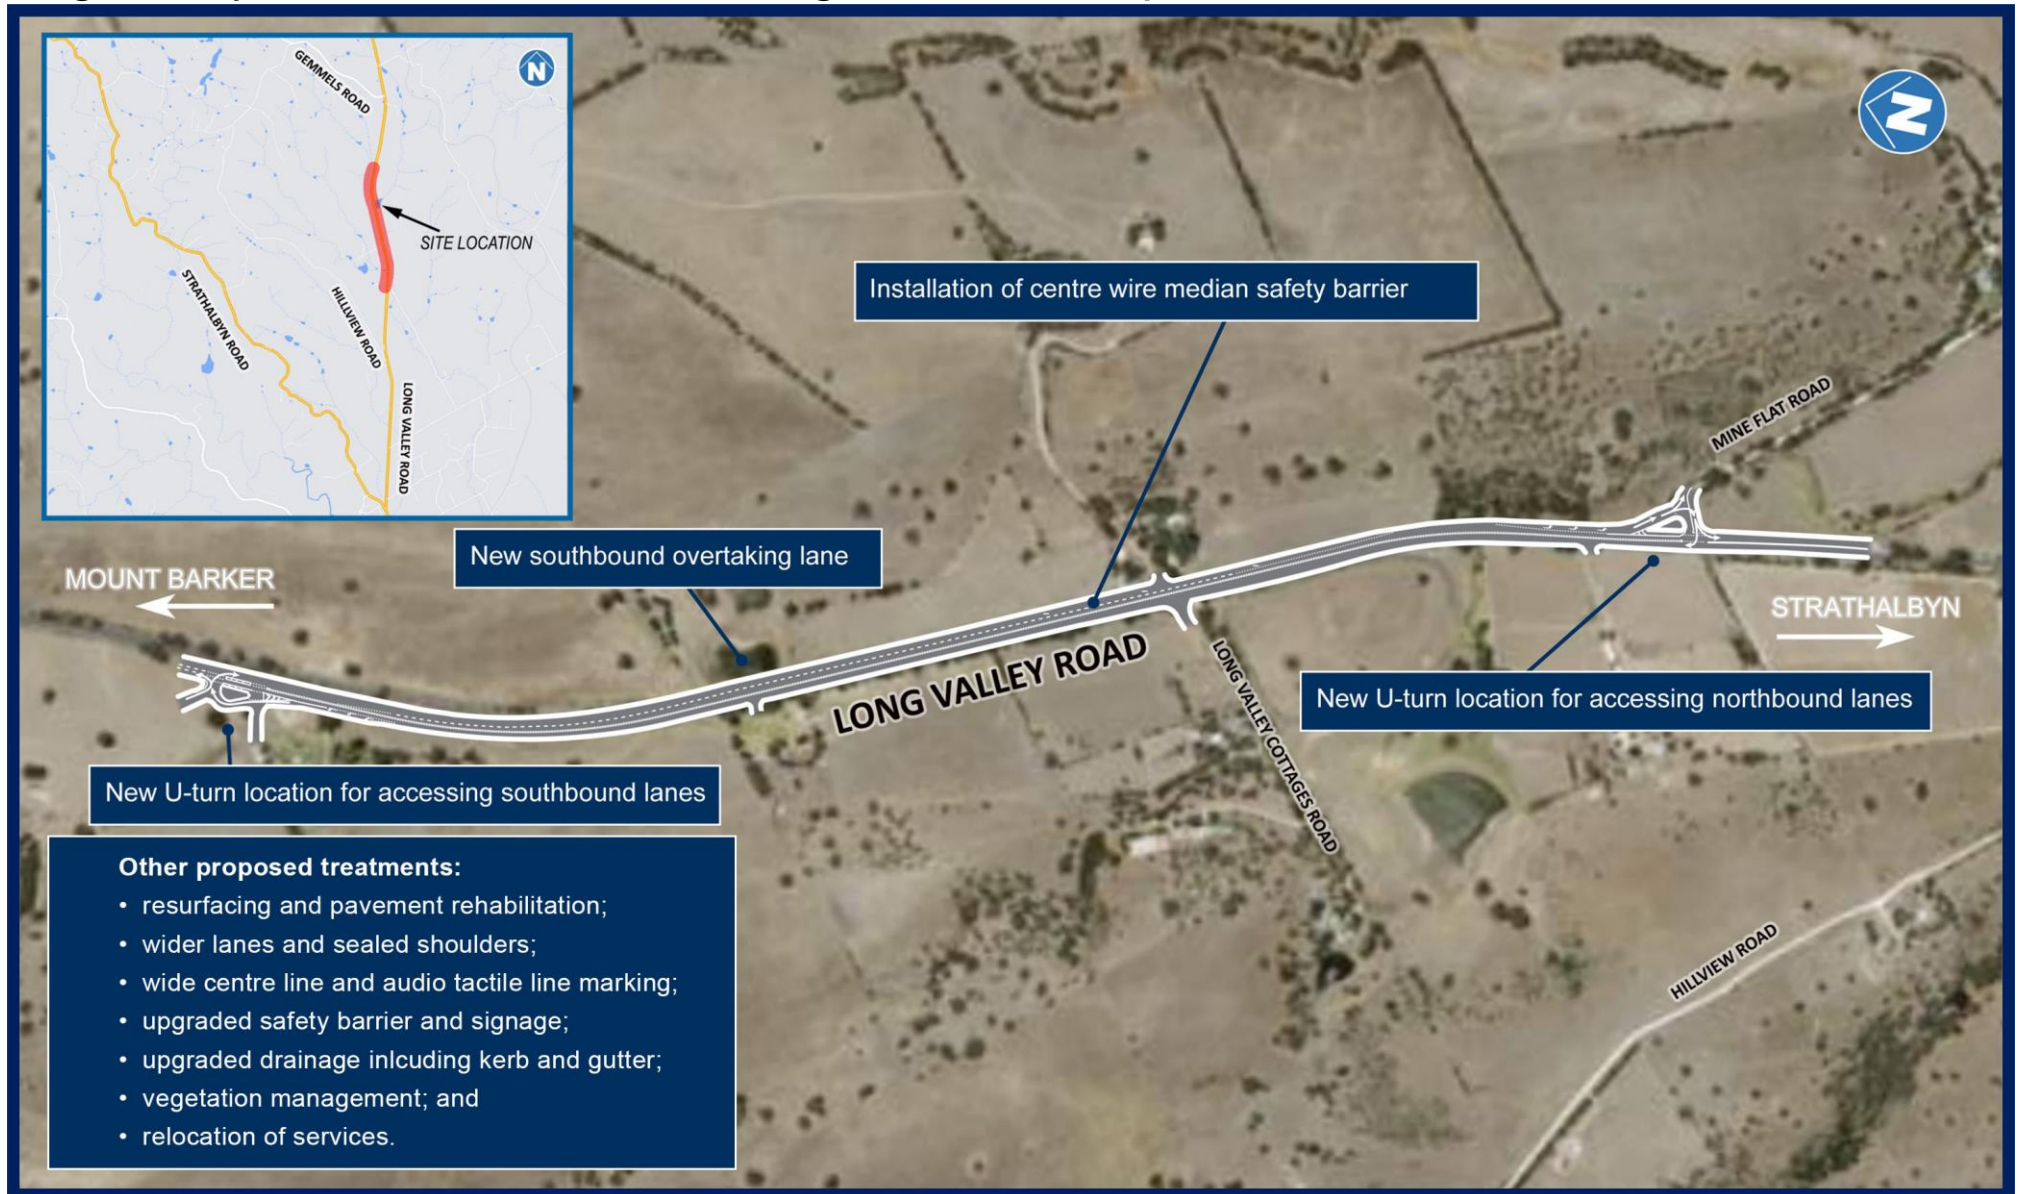 N
GEMMELS ROAD
SITE LOCATION
STRATHALBYN ROAD
HILLVIEW ROAD
LONG VALLEY ROAD
N
Installation of centre wire median safety barrier
MINE FLAT ROAD
New southbound overtaking lane
MOUNT BARKER
STRATHALBYN
LONG VALLEY ROAD
LONG VALLEY COTTAGES ROAD
New U-turn location for accessing northbound lanes
New U-turn location for accessing southbound lanes
HILLVIEW ROAD
Other proposed treatments:
• resurfacing and pavement rehabilitation;
• wider lanes and sealed shoulders;
• wide centre line and audio tactile line marking;
• upgraded safety barrier and signage;
• upgraded drainage inlcuding kerb and gutter;
• vegetation management; and
• relocation of services.